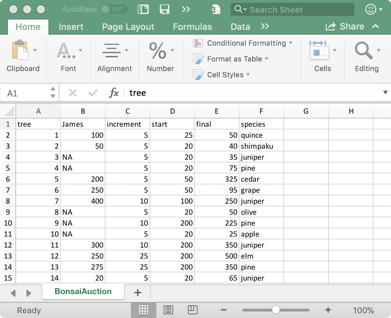 AutoSave OFF
Search Sheet
Home Insert Page Layout Formulas Data Share
Clipboard Font Alignment Number Conditional Formatting Format as Table Cell Styles Cells Editing
A1 fx tree
A B C D E F G H
1 tree James increment start final species
2 1 100 5 25 50 quince
3 2 50 5 20 40 shimpaku
4 3 NA 5 20 35 juniper
5 4 NA 5 20 75 pine
6 5 200 5 50 325 cedar
7 6 250 5 50 95 grape
8 7 400 10 100 250 juniper
9 8 NA 5 20 50 olive
10 9 NA 10 200 225 pine
11 10 NA 5 20 25 apple
12 11 300 10 200 350 juniper
13 12 250 25 200 500 elm
14 13 275 25 200 350 pine
15 14 20 5 20 65 juniper
BonsaiAuction
Ready 100%